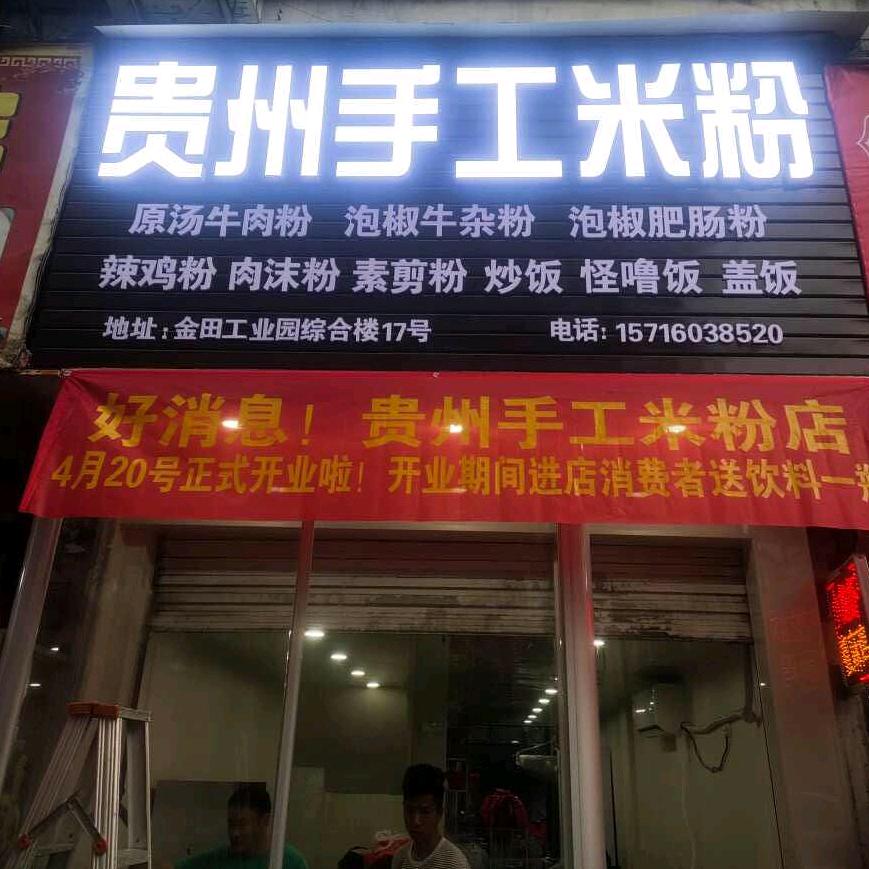 贵州手工米粉
原汤牛肉粉 泡椒牛杂粉 泡椒肥肠粉
辣鸡粉 肉沫粉 素剪粉 炒饭 怪噜饭 盖饭
地址:金田工业园综合楼17号 电话:15716038520
好消息!贵州手工米粉店
4月20号正式开业啦!开业期间进店消费者送饮料一